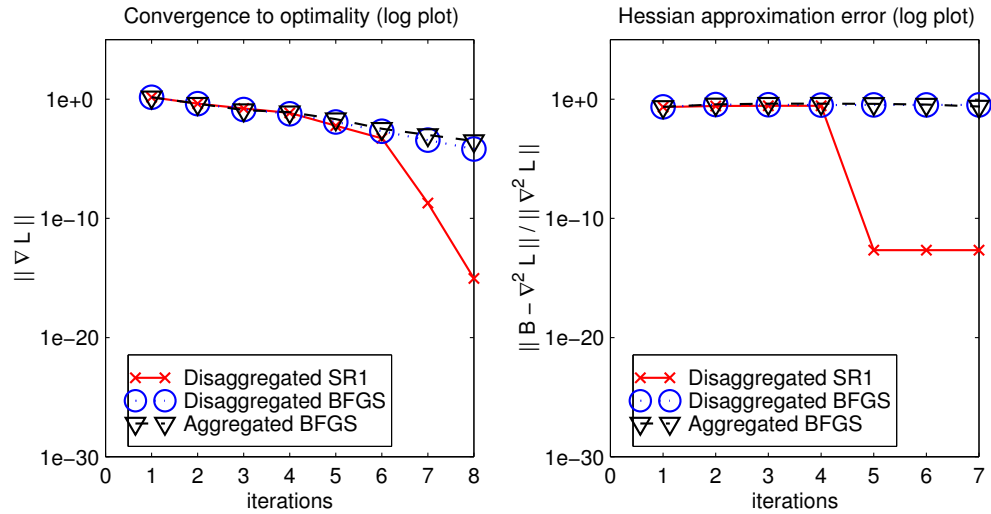 Convergence to optimality (log plot)
1e+0
1e−10
1e−20
1e−30
|| ∇ L ||
Disaggregated SR1
Disaggregated BFGS
Aggregated BFGS
1 2 3 4 5 6 7 8
iterations
Hessian approximation error (log plot)
1e+0
1e−10
1e−20
1e−30
|| B − ∇² L || / || ∇² L ||
Disaggregated SR1
Disaggregated BFGS
Aggregated BFGS
0 1 2 3 4 5 6 7
iterations